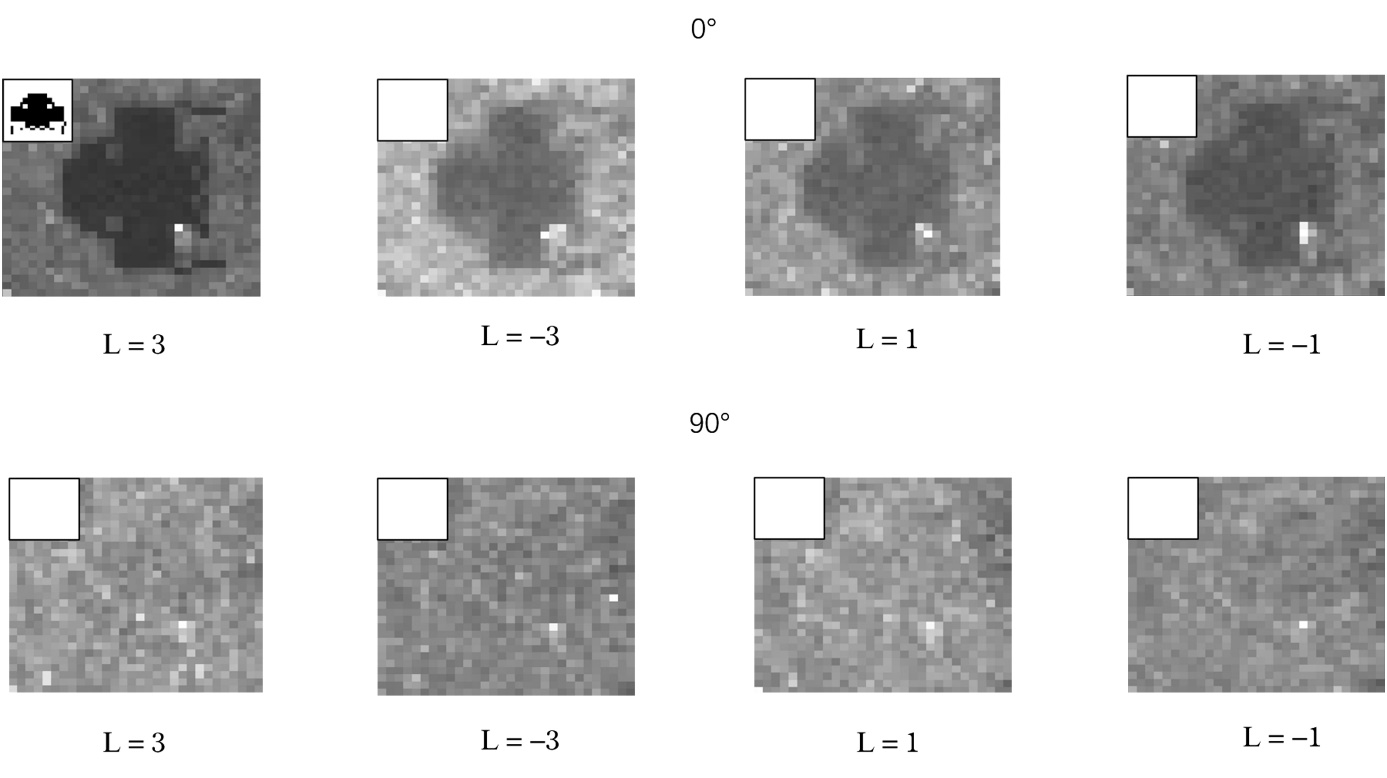 0°
L = 3
L = –3
L = 1
L = –1
90°
L = 3
L = –3
L = 1
L = –1